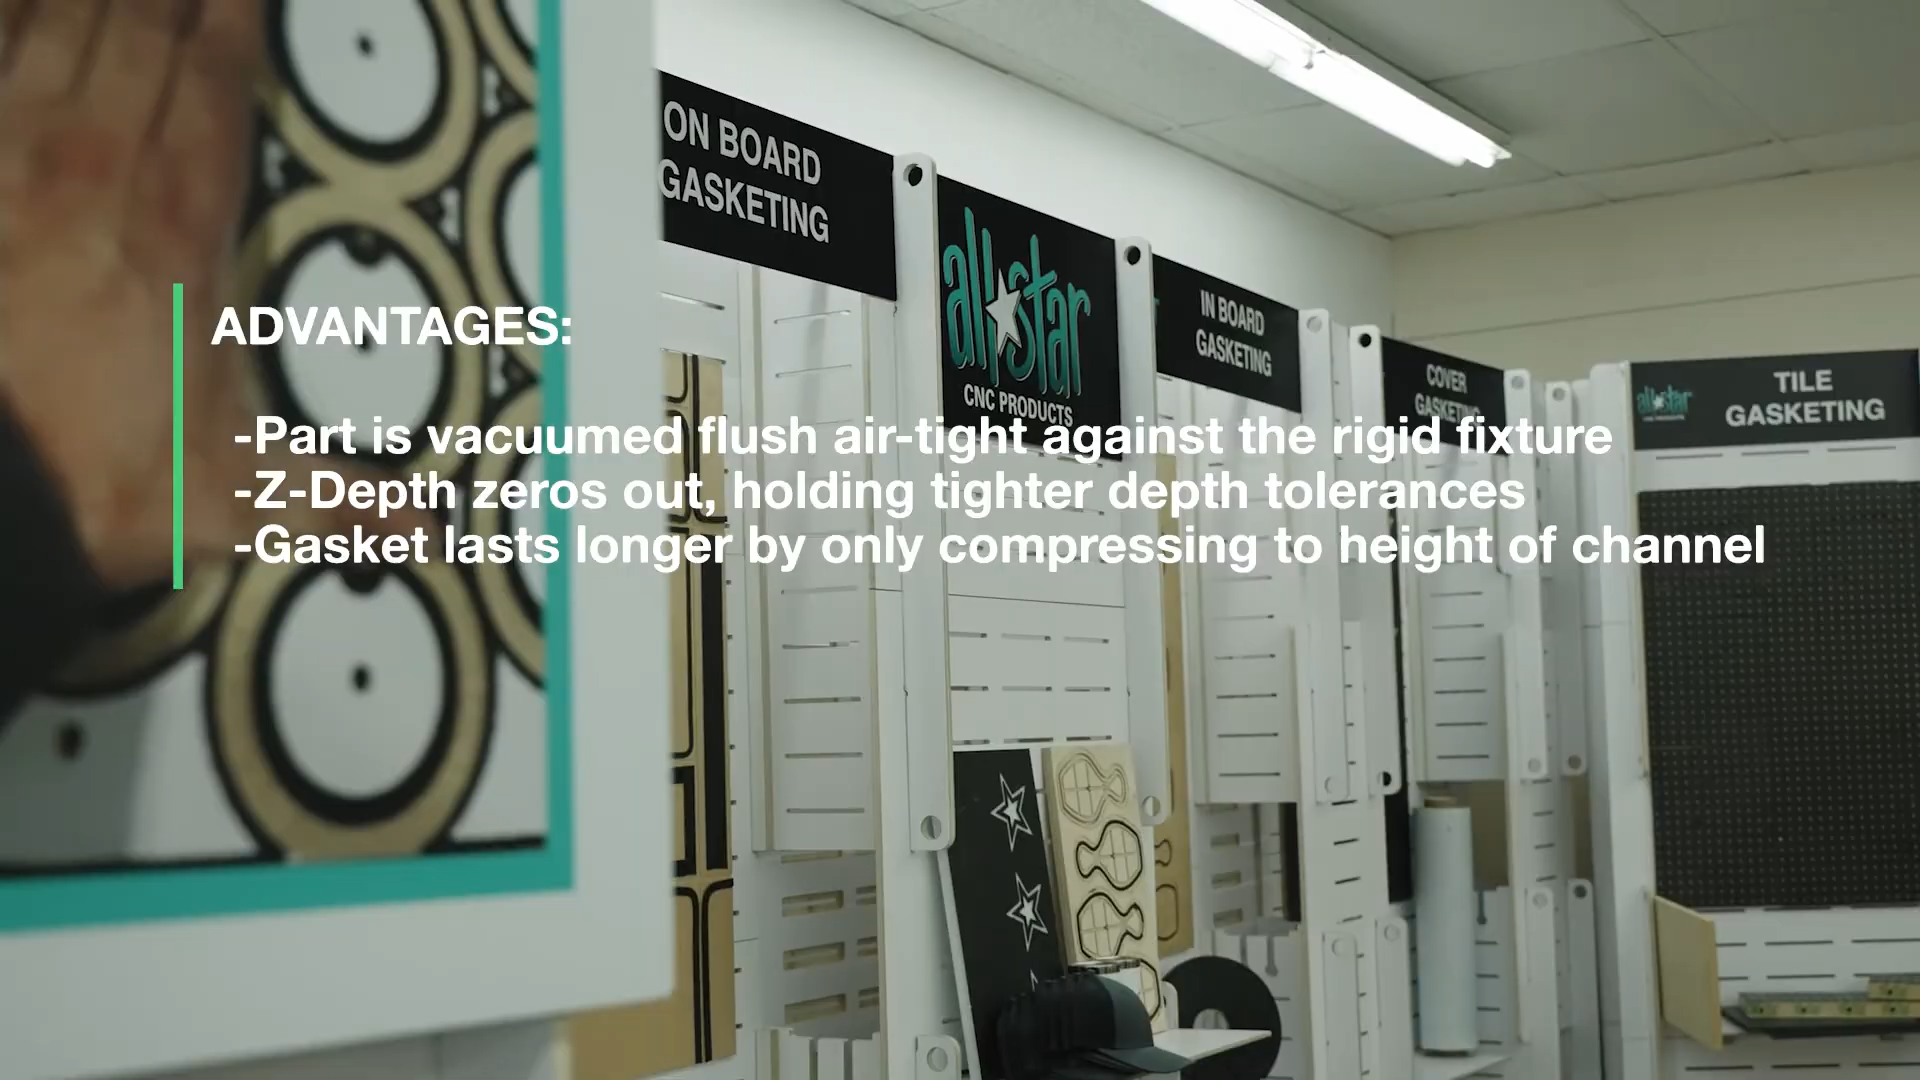 ON BOARD
GASKETING
allstar
CNC PRODUCTS
IN BOARD
GASKETING
COVER
GASKETING
allstar
TILE
GASKETING
ADVANTAGES:
-Part is vacuumed flush air-tight against the rigid fixture
-Z-Depth zeros out, holding tighter depth tolerances
-Gasket lasts longer by only compressing to height of channel